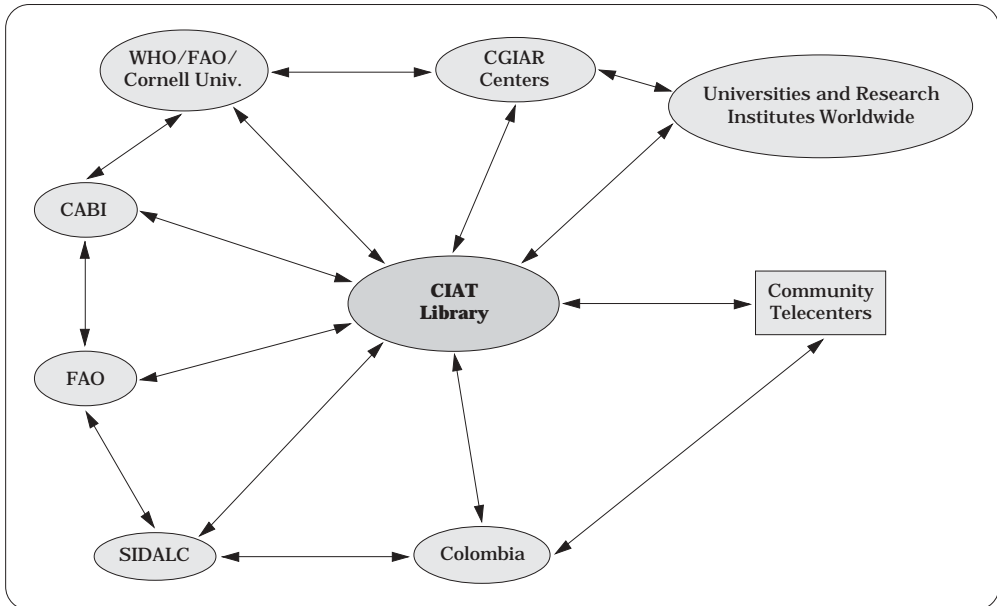 WHO/FAO/
Cornell Univ.
CGIAR
Centers
Universities and Research
Institutes Worldwide
CABI
CIAT
Library
Community
Telecenters
FAO
SIDALC
Colombia